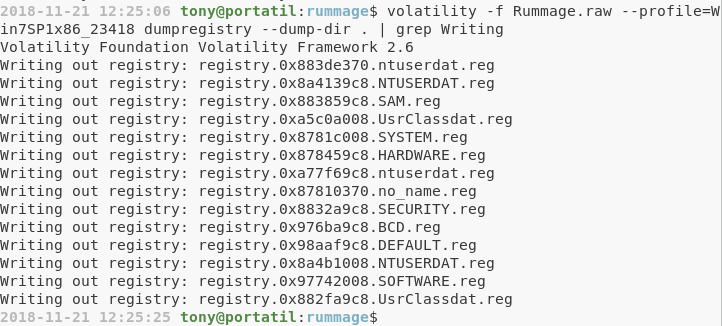 2018-11-21 12:25:06 tony@portatil:rummage$ volatility -f Rummage.raw --profile=W
in7SP1x86_23418 dumpregistry --dump-dir . | grep Writing
Volatility Foundation Volatility Framework 2.6
Writing out registry: registry.0x883de370.ntuserdat.reg
Writing out registry: registry.0x8a4139c8.NTUSERDAT.reg
Writing out registry: registry.0x883859c8.SAM.reg
Writing out registry: registry.0xa5c0a008.UsrClassdat.reg
Writing out registry: registry.0x8781c008.SYSTEM.reg
Writing out registry: registry.0x878459c8.HARDWARE.reg
Writing out registry: registry.0xa77f69c8.ntuserdat.reg
Writing out registry: registry.0x87810370.no_name.reg
Writing out registry: registry.0x8832a9c8.SECURITY.reg
Writing out registry: registry.0x976ba9c8.BCD.reg
Writing out registry: registry.0x98aaf9c8.DEFAULT.reg
Writing out registry: registry.0x8a4b1008.NTUSERDAT.reg
Writing out registry: registry.0x97742008.SOFTWARE.reg
Writing out registry: registry.0x882fa9c8.UsrClassdat.reg
2018-11-21 12:25:25 tony@portatil:rummage$